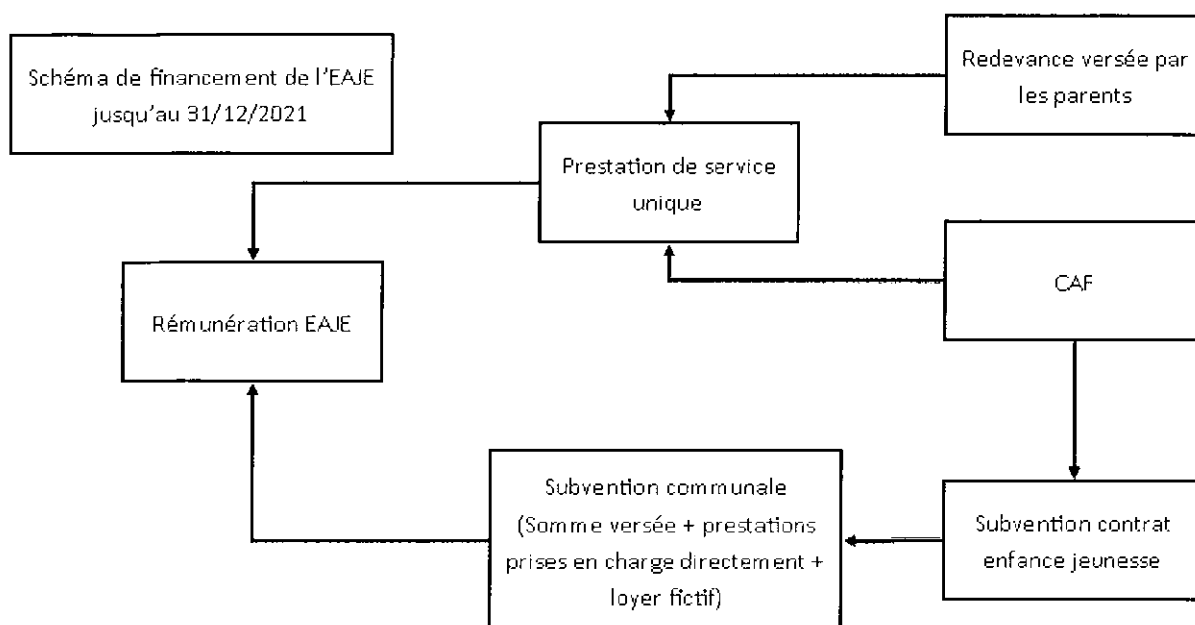 Schéma de financement de l'EAJE
jusqu'au 31/12/2021
Redevance versée par
les parents
Prestation de service
unique
CAF
Rémunération EAJE
Subvention communale
(Somme versée + prestations
prises en charge directement +
loyer fictif)
Subvention contrat
enfance jeunesse